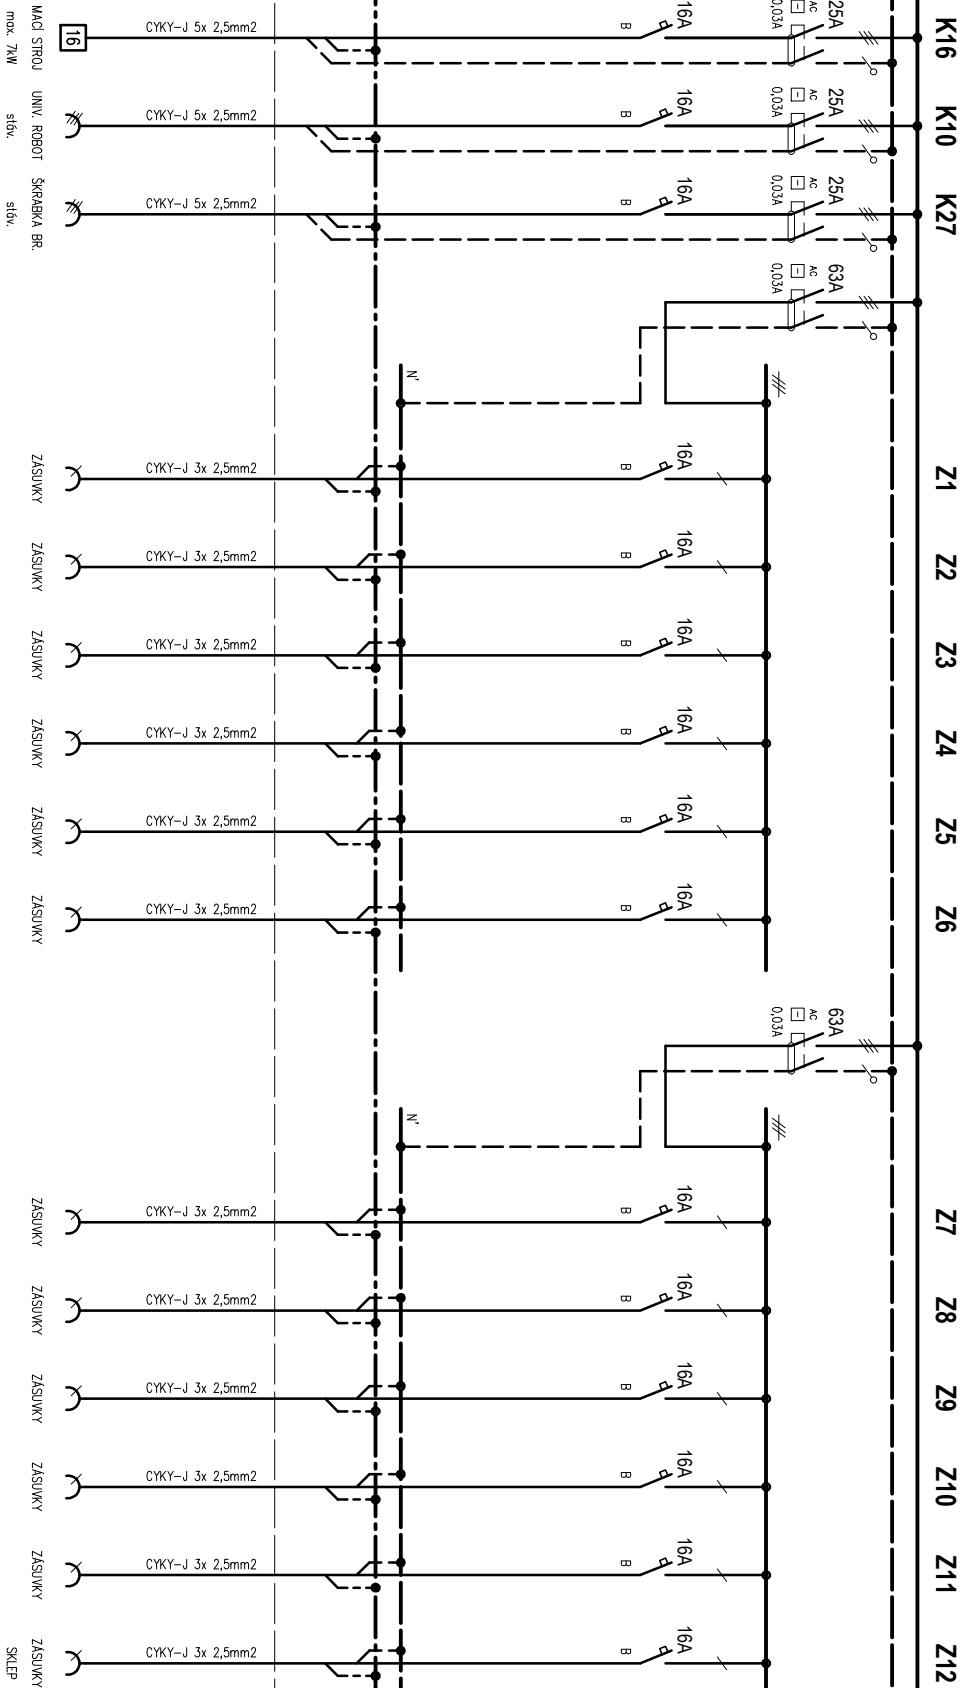 K16
25A
AC
0,03A
16A
B
CYKY-J 5x 2,5mm2
16
MACÍ STROJ
max. 7kW
K10
25A
AC
0,03A
16A
B
CYKY-J 5x 2,5mm2
UNIV. ROBOT
stáv.
K27
25A
AC
0,03A
16A
B
CYKY-J 5x 2,5mm2
ŠKRABKA BR.
stáv.
63A
AC
0,03A
N'
Z1
16A
B
CYKY-J 3x 2,5mm2
ZÁSUVKY
Z2
16A
B
CYKY-J 3x 2,5mm2
ZÁSUVKY
Z3
16A
B
CYKY-J 3x 2,5mm2
ZÁSUVKY
Z4
16A
B
CYKY-J 3x 2,5mm2
ZÁSUVKY
Z5
16A
B
CYKY-J 3x 2,5mm2
ZÁSUVKY
Z6
16A
B
CYKY-J 3x 2,5mm2
ZÁSUVKY
63A
AC
0,03A
N'
Z7
16A
B
CYKY-J 3x 2,5mm2
ZÁSUVKY
Z8
16A
B
CYKY-J 3x 2,5mm2
ZÁSUVKY
Z9
16A
B
CYKY-J 3x 2,5mm2
ZÁSUVKY
Z10
16A
B
CYKY-J 3x 2,5mm2
ZÁSUVKY
Z11
16A
B
CYKY-J 3x 2,5mm2
ZÁSUVKY
Z12
16A
B
CYKY-J 3x 2,5mm2
ZÁSUVKY
SKLEP